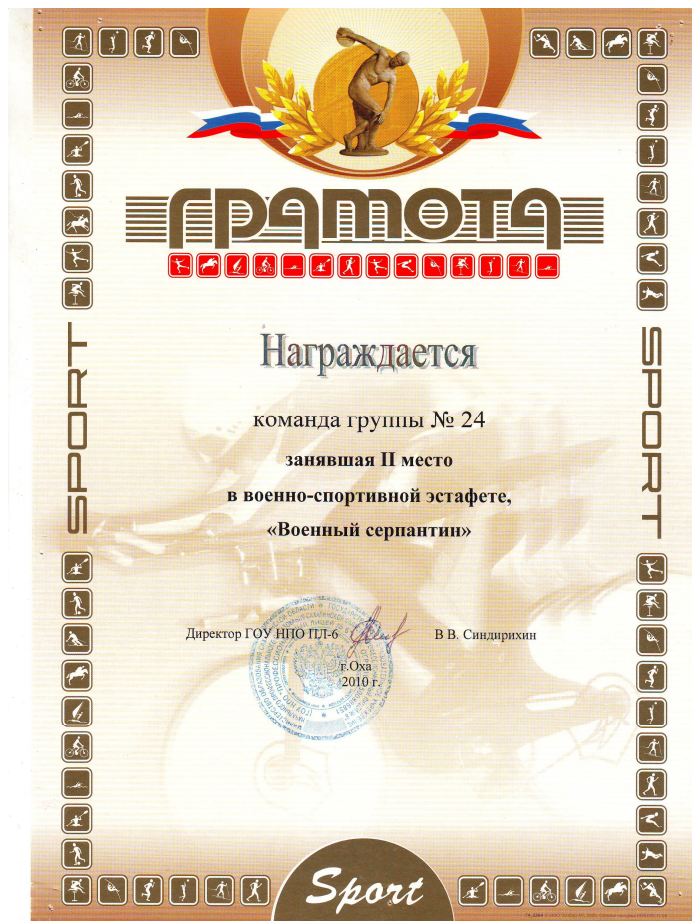 грамота
SPORT
SPORT
Награждается
команда группы № 24
занявшая II место
в военно-спортивной эстафете,
«Военный серпантин»
Директор ГОУ НПО ПЛ-6
В В. Синдирихин
г.Оха
2010 г.
Sport